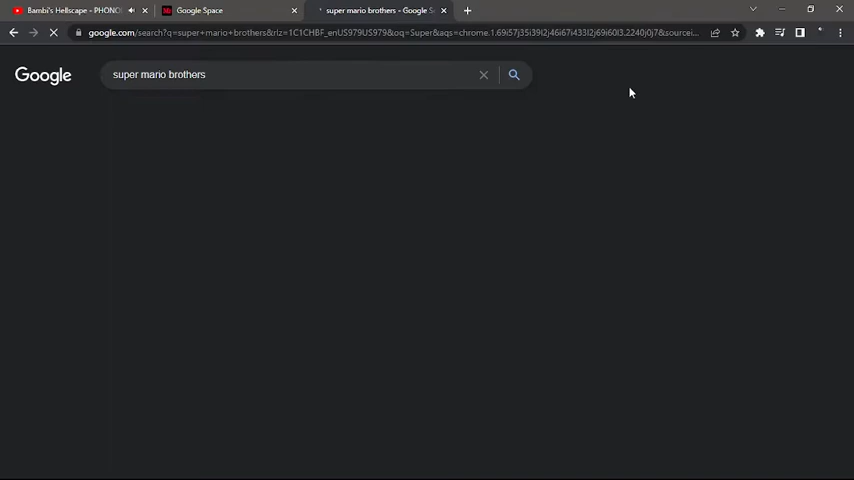 Bambi's Hellscape - PHONO
Google Space
super mario brothers - Google S
google.com/search?q=super+mario+brothers&rlz=1C1CHBF_enUS979US979&oq=Super&aqs=chrome.1.69i57j35i39l2j46i67i433l2j69i60l3.2240j0j7&sourcei...
Google
super mario brothers